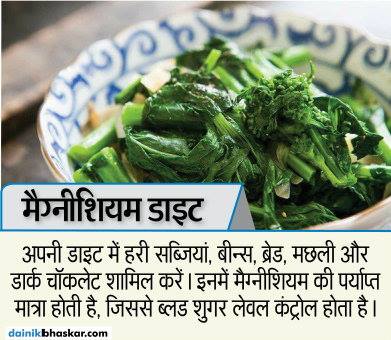 मैग्नीशियम डाइट
अपनी डाइट में हरी सब्जियां, बीन्स, ब्रेड, मछली और
डार्क चॉकलेट शामिल करें। इनमें मैग्नीशियम की पर्याप्त
मात्रा होती है, जिससे ब्लड शुगर लेवल कंट्रोल होता है।
dainikbhaskar.com